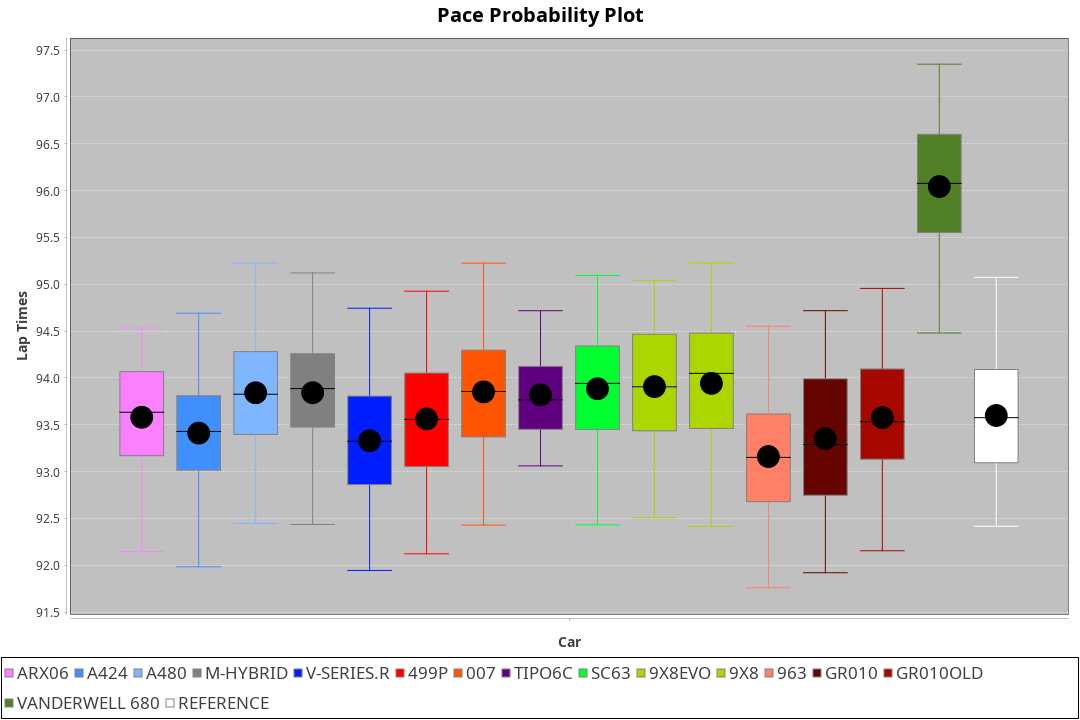 Pace Probability Plot
97.5
97.0
96.5
96.0
95.5
95.0
94.5
94.0
93.5
93.0
92.5
92.0
91.5
Lap Times
Car
ARX06 A424 A480 M-HYBRID V-SERIES.R 499P 007 TIPO6C SC63 9X8EVO 9X8 963 GR010 GR010OLD
VANDERWELL 680 REFERENCE